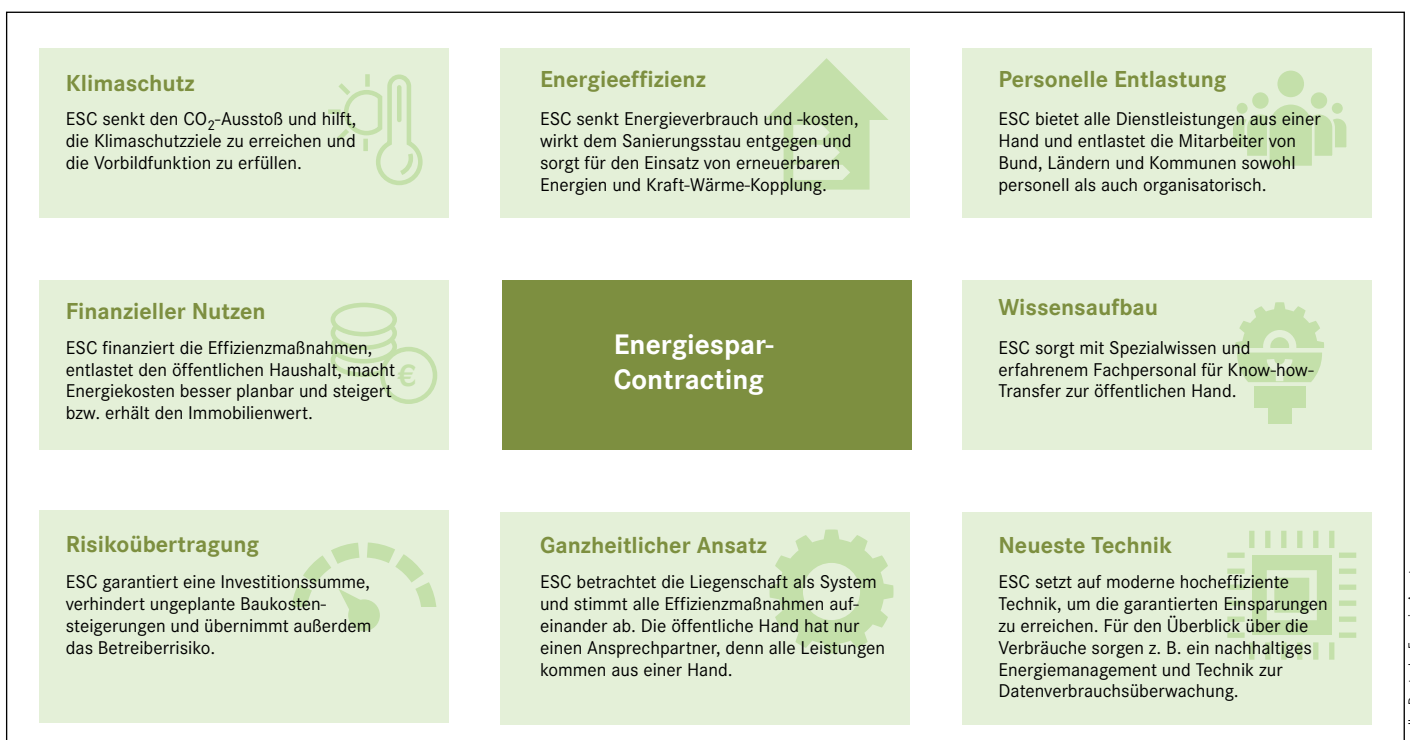 Klimaschutz
ESC senkt den CO₂-Ausstoß und hilft,
die Klimaschutzziele zu erreichen und
die Vorbildfunktion zu erfüllen.
Energieeffizienz
ESC senkt Energieverbrauch und -kosten,
wirkt dem Sanierungsstau entgegen und
sorgt für den Einsatz von erneuerbaren
Energien und Kraft-Wärme-Kopplung.
Personelle Entlastung
ESC bietet alle Dienstleistungen aus einer
Hand und entlastet die Mitarbeiter von
Bund, Ländern und Kommunen sowohl
personell als auch organisatorisch.
Finanzieller Nutzen
ESC finanziert die Effizienzmaßnahmen,
entlastet den öffentlichen Haushalt, macht
Energiekosten besser planbar und steigert
bzw. erhält den Immobilienwert.
€
Energiespar-
Contracting
Wissensaufbau
ESC sorgt mit Spezialwissen und
erfahrenem Fachpersonal für Know-how-
Transfer zur öffentlichen Hand.
Risikoübertragung
ESC garantiert eine Investitionssumme,
verhindert ungeplante Baukosten-
steigerungen und übernimmt außerdem
das Betreiberrisiko.
Ganzheitlicher Ansatz
ESC betrachtet die Liegenschaft als System
und stimmt alle Effizienzmaßnahmen auf-
einander ab. Die öffentliche Hand hat nur
einen Ansprechpartner, denn alle Leistungen
kommen aus einer Hand.
Neueste Technik
ESC setzt auf moderne hocheffiziente
Technik, um die garantierten Einsparungen
zu erreichen. Für den Überblick über die
Verbräuche sorgen z. B. ein nachhaltiges
Energiemanagement und Technik zur
Datenverbrauchsüberwachung.